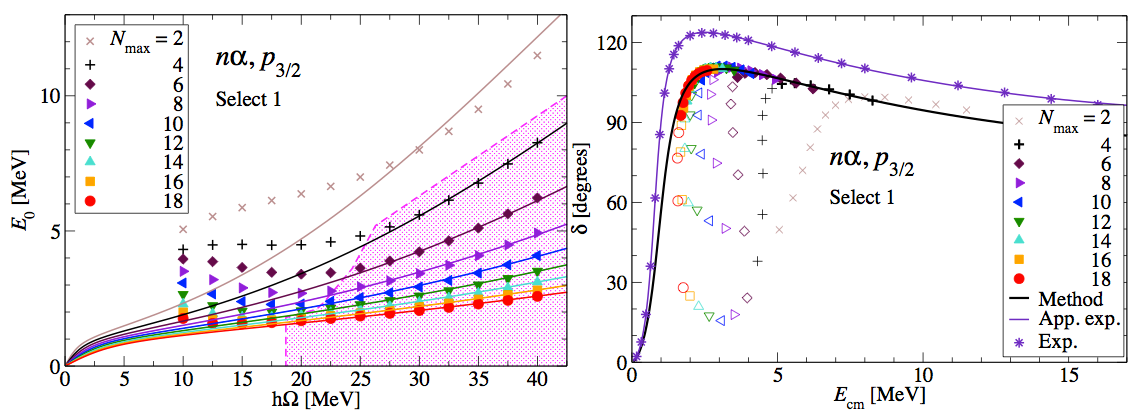 E0 [MeV]
10
5
0
Nmax = 2
4
6
8
10
12
14
16
18
nα, p3/2
Select 1
0 5 10 15 20 25 30 35 40
hΩ [MeV]
δ [degrees]
120
90
60
30
0
nα, p3/2
Select 1
Nmax = 2
4
6
8
10
12
14
16
18
Method
App. exp.
Exp.
0 5 10 15
Ecm [MeV]